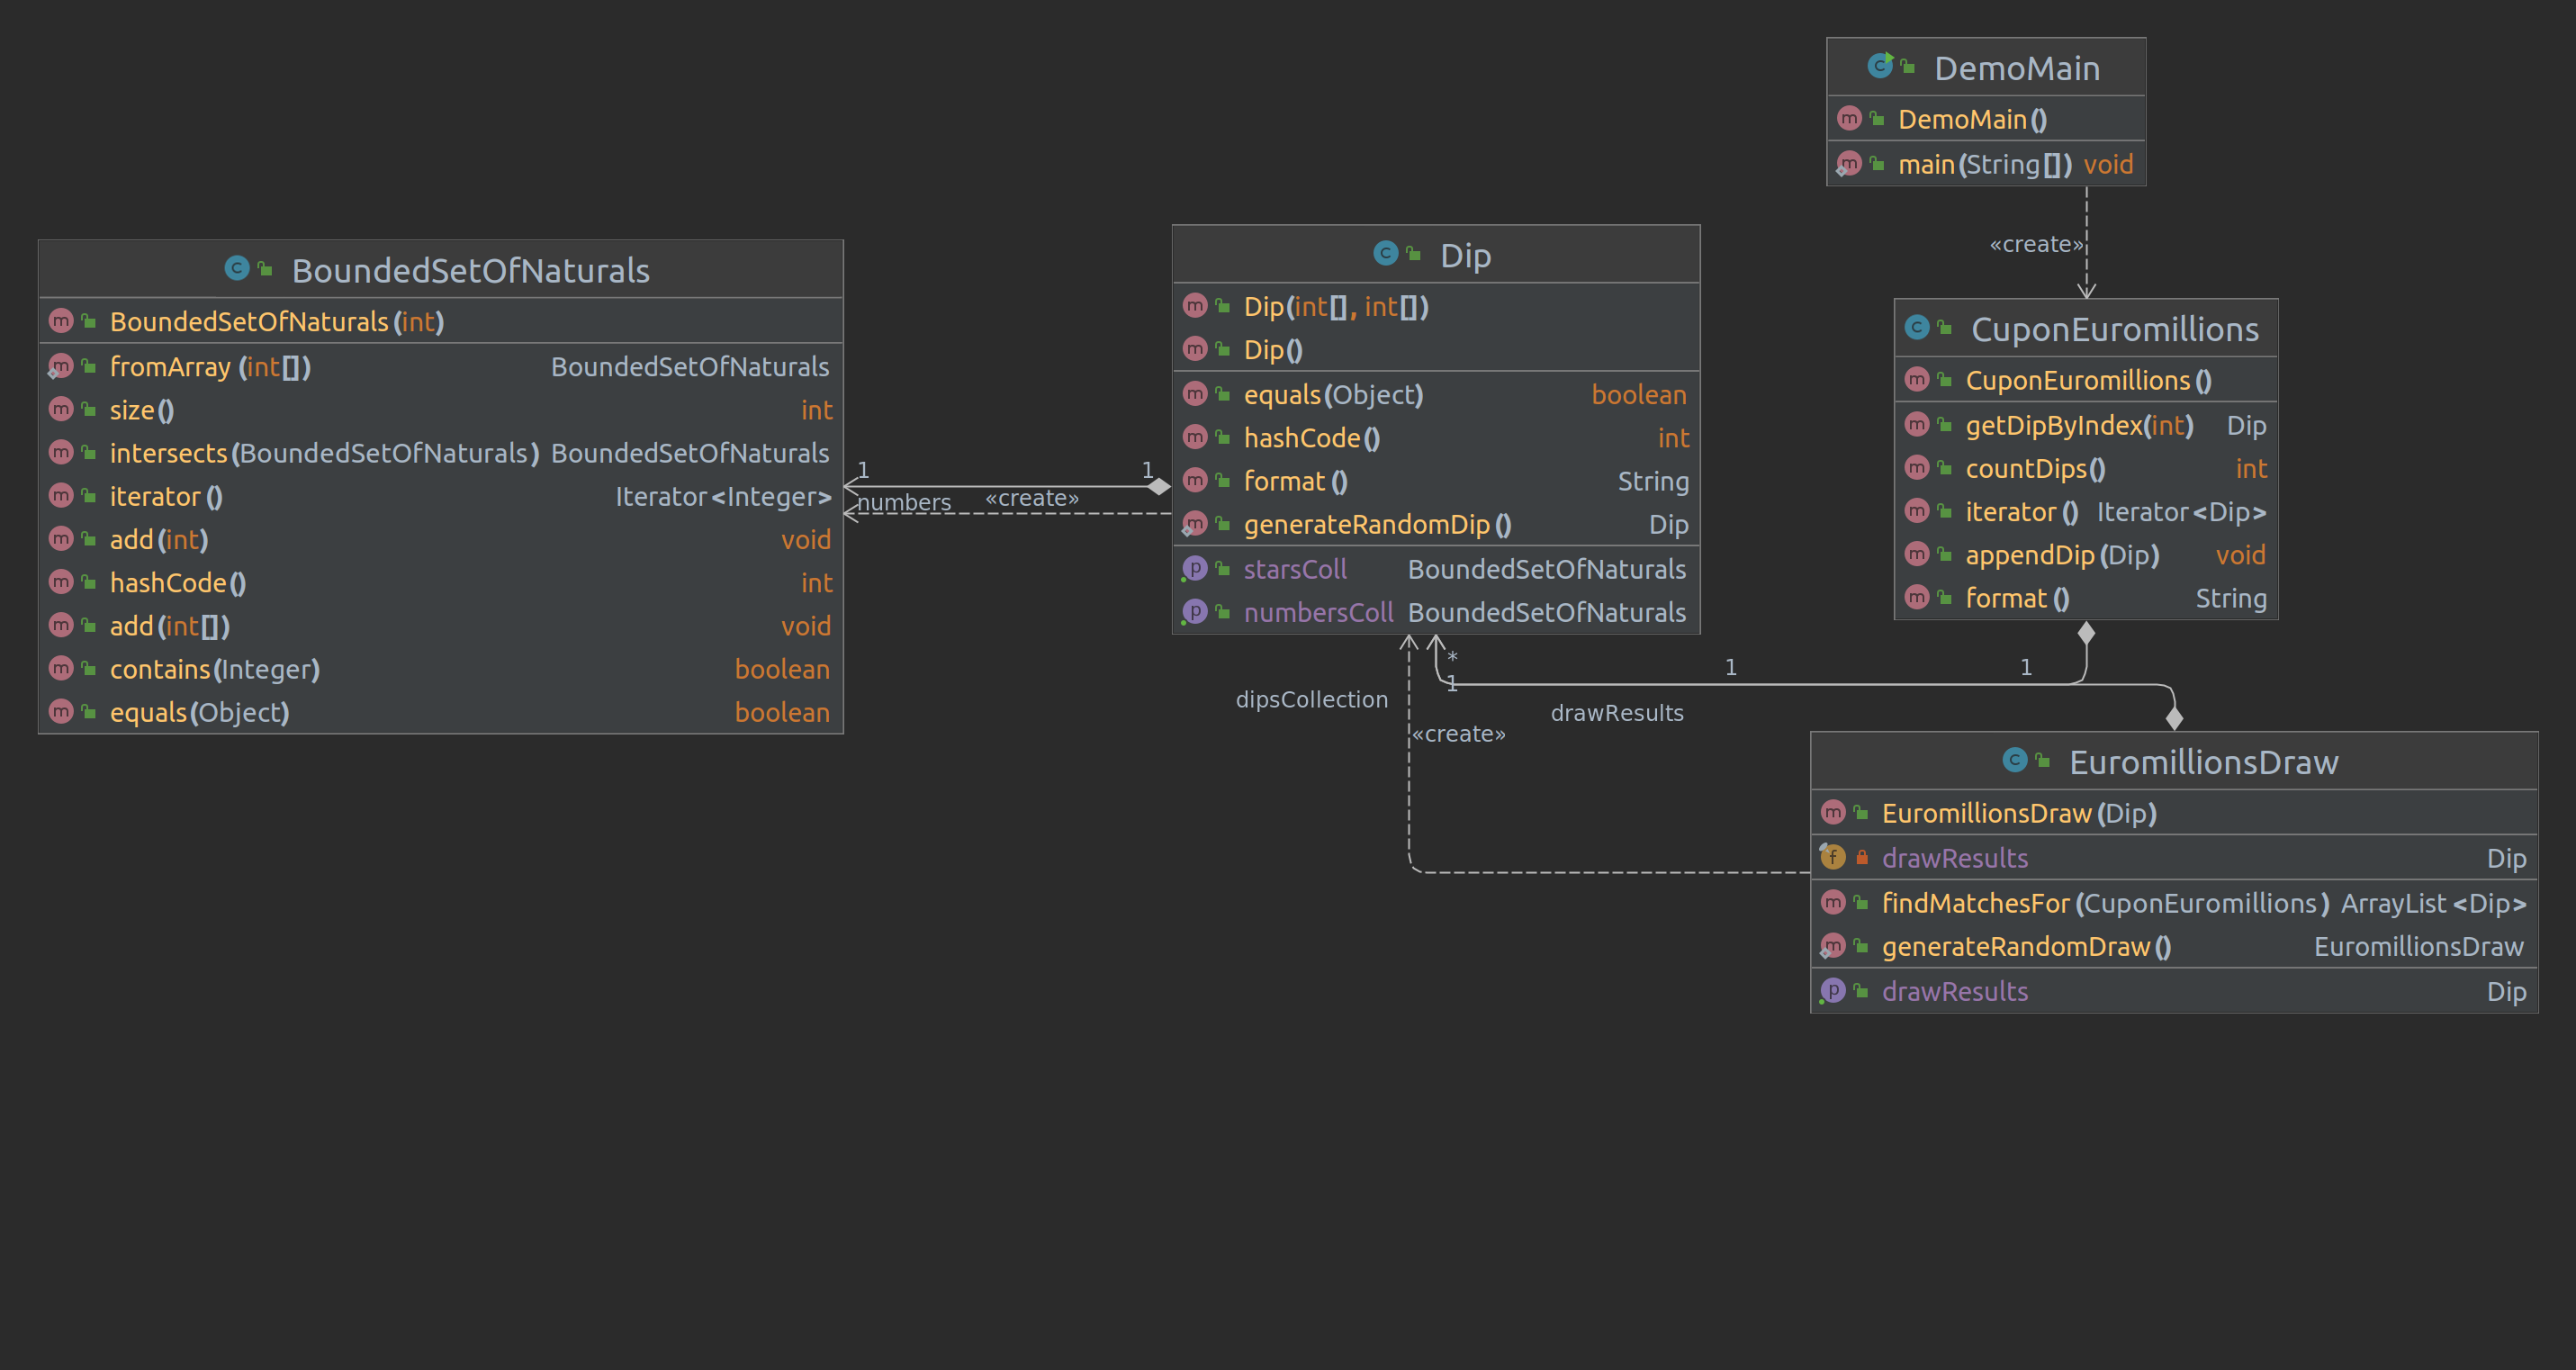 DemoMain
DemoMain()
main(String[]) void
«create»
BoundedSetOfNaturals
BoundedSetOfNaturals(int)
fromArray(int[]) BoundedSetOfNaturals
size() int
intersects(BoundedSetOfNaturals) BoundedSetOfNaturals
iterator() Iterator<Integer>
add(int) void
hashCode() int
add(int[]) void
contains(Integer) boolean
equals(Object) boolean
1
1
numbers
«create»
Dip
Dip(int[], int[])
Dip()
equals(Object) boolean
hashCode() int
format() String
generateRandomDip() Dip
starsColl BoundedSetOfNaturals
numbersColl BoundedSetOfNaturals
CuponEuromillions
CuponEuromillions()
getDipByIndex(int) Dip
countDips() int
iterator() Iterator<Dip>
appendDip(Dip) void
format() String
*
1
1
1
dipsCollection
drawResults
«create»
EuromillionsDraw
EuromillionsDraw(Dip)
drawResults Dip
findMatchesFor(CuponEuromillions) ArrayList<Dip>
generateRandomDraw() EuromillionsDraw
drawResults Dip